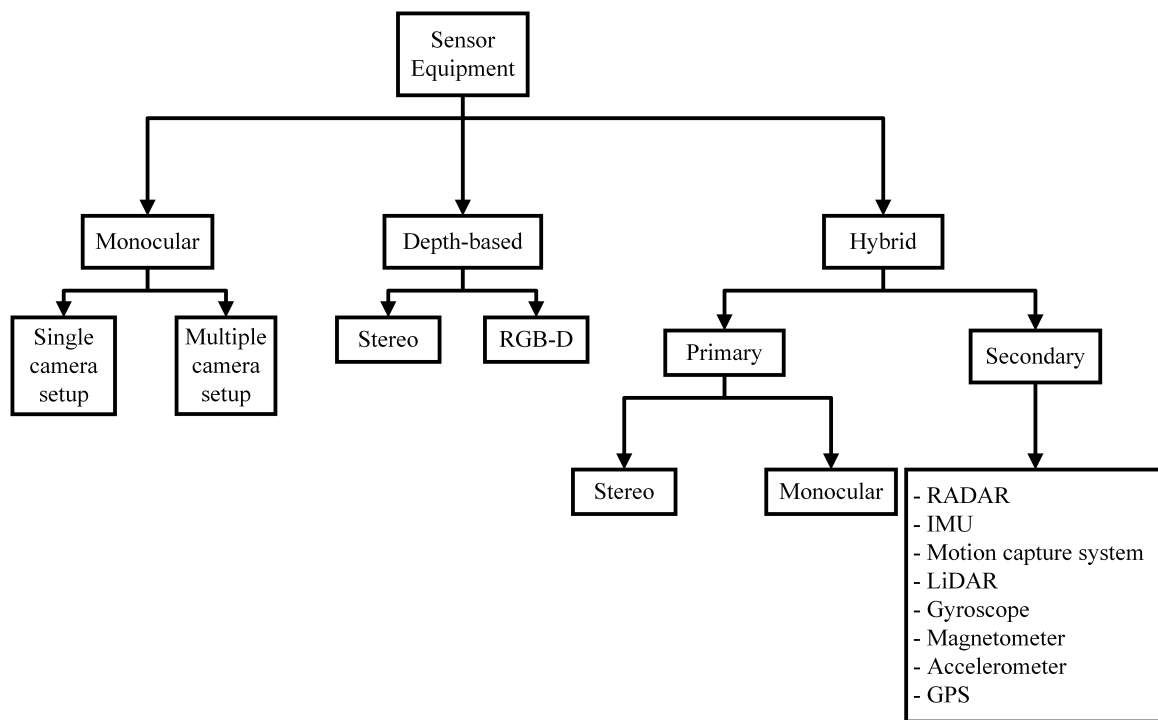 Sensor
Equipment
Monocular
Depth-based
Hybrid
Single
camera
setup
Multiple
camera
setup
Stereo
RGB-D
Primary
Secondary
Stereo
Monocular
- RADAR
- IMU
- Motion capture system
- LiDAR
- Gyroscope
- Magnetometer
- Accelerometer
- GPS